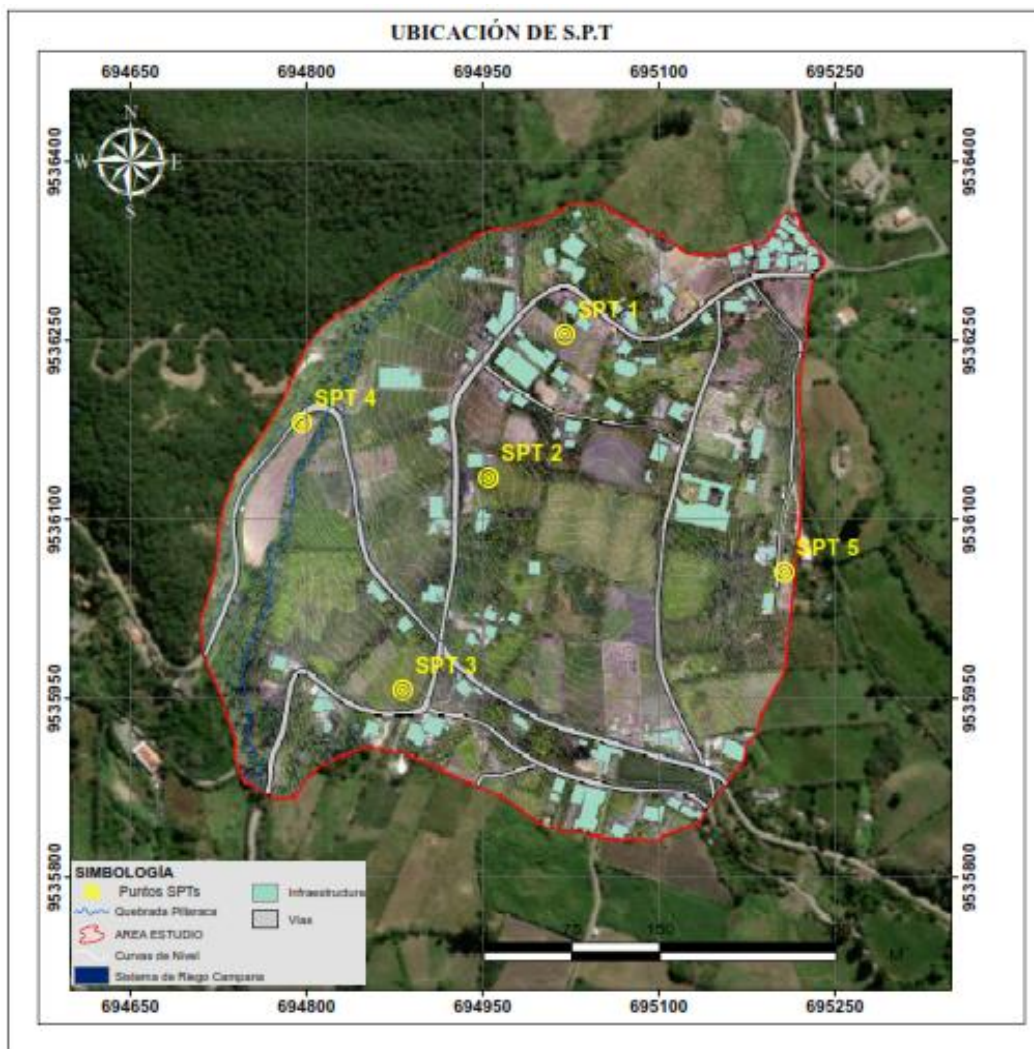 UBICACIÓN DE S.P.T
694650 694800 694950 695100 695250
N
W E
S
9536400 9536400
SPT 1
9536250 9536250
SPT 4
SPT 2
9536100 9536100
SPT 5
SPT 3
9535950 9535950
9535800 9535800
SIMBOLOGÍA
Puntos SPTs
Quebrada Pillaraca
AREA ESTUDIO
Curvas de Nivel
Sistema de Riego Campana
Infraestructura
Vias
75 150
M
694650 694800 694950 695100 695250